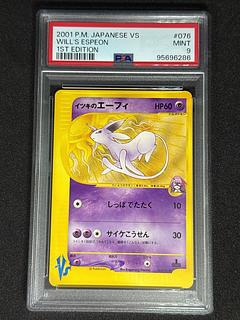 2001 P.M. JAPANESE VS #076
WILL'S ESPEON MINT
1ST EDITION 9
PSA 95696286
イツキのエーフィ HP60
しっぽでたたく 10
サイケこうせん 30
VS